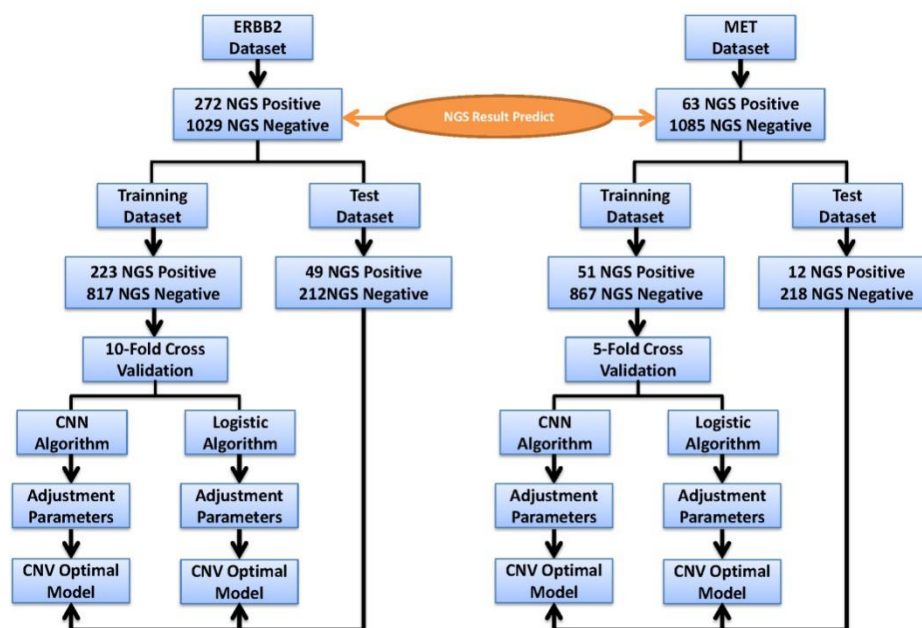 ERBB2
Dataset
MET
Dataset
272 NGS Positive
1029 NGS Negative
NGS Result Predict
63 NGS Positive
1085 NGS Negative
Trainning
Dataset
Test
Dataset
Trainning
Dataset
Test
Dataset
223 NGS Positive
817 NGS Negative
49 NGS Positive
212NGS Negative
51 NGS Positive
867 NGS Negative
12 NGS Positive
218 NGS Negative
10-Fold Cross
Validation
5-Fold Cross
Validation
CNN
Algorithm
Logistic
Algorithm
CNN
Algorithm
Logistic
Algorithm
Adjustment
Parameters
Adjustment
Parameters
Adjustment
Parameters
Adjustment
Parameters
CNV Optimal
Model
CNV Optimal
Model
CNV Optimal
Model
CNV Optimal
Model